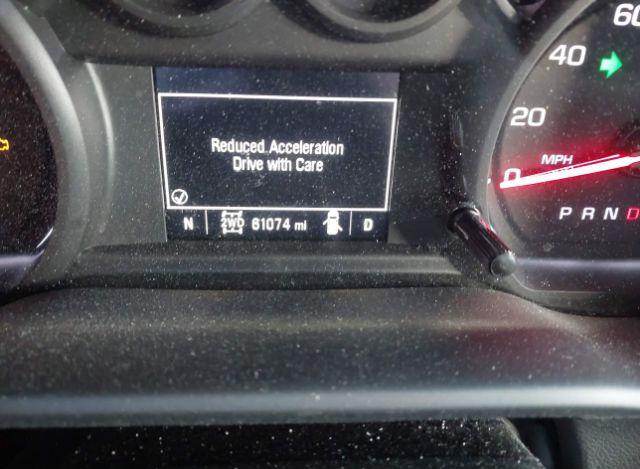 60
40
20
MPH
0
Reduced Acceleration
Drive with Care
N 2WD 61074 mi D
P R N D